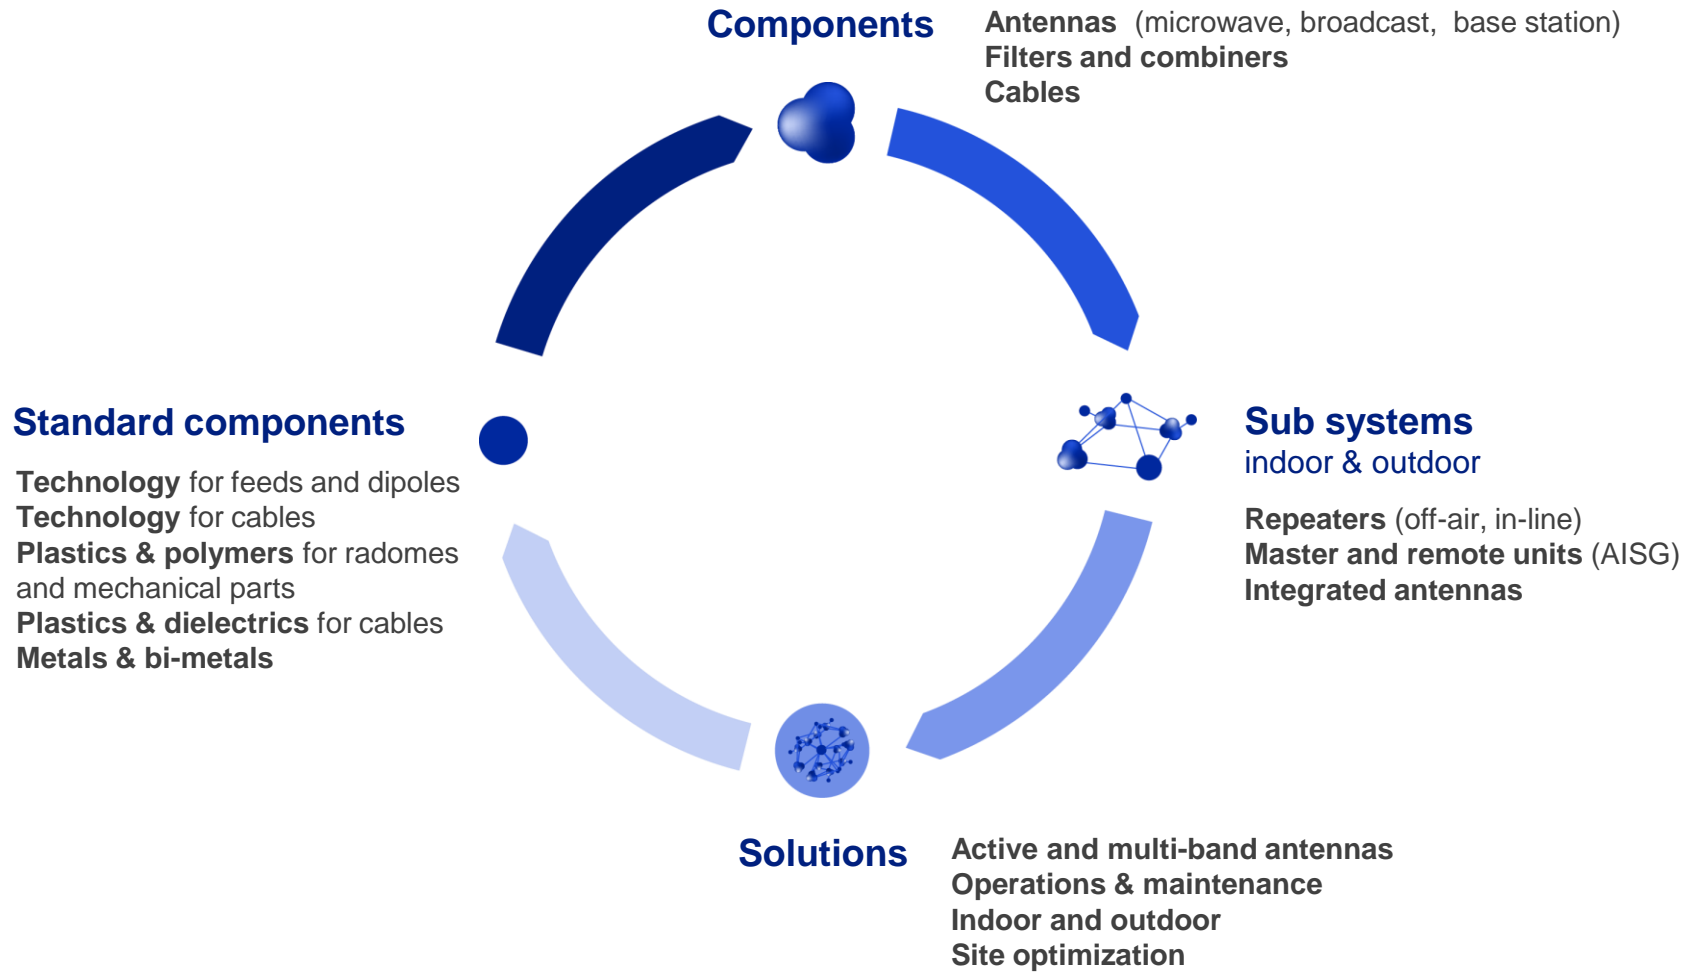 Components
Antennas (microwave, broadcast, base station)
Filters and combiners
Cables
Standard components
Technology for feeds and dipoles
Technology for cables
Plastics & polymers for radomes
and mechanical parts
Plastics & dielectrics for cables
Metals & bi-metals
Sub systems
indoor & outdoor
Repeaters (off-air, in-line)
Master and remote units (AISG)
Integrated antennas
Solutions
Active and multi-band antennas
Operations & maintenance
Indoor and outdoor
Site optimization